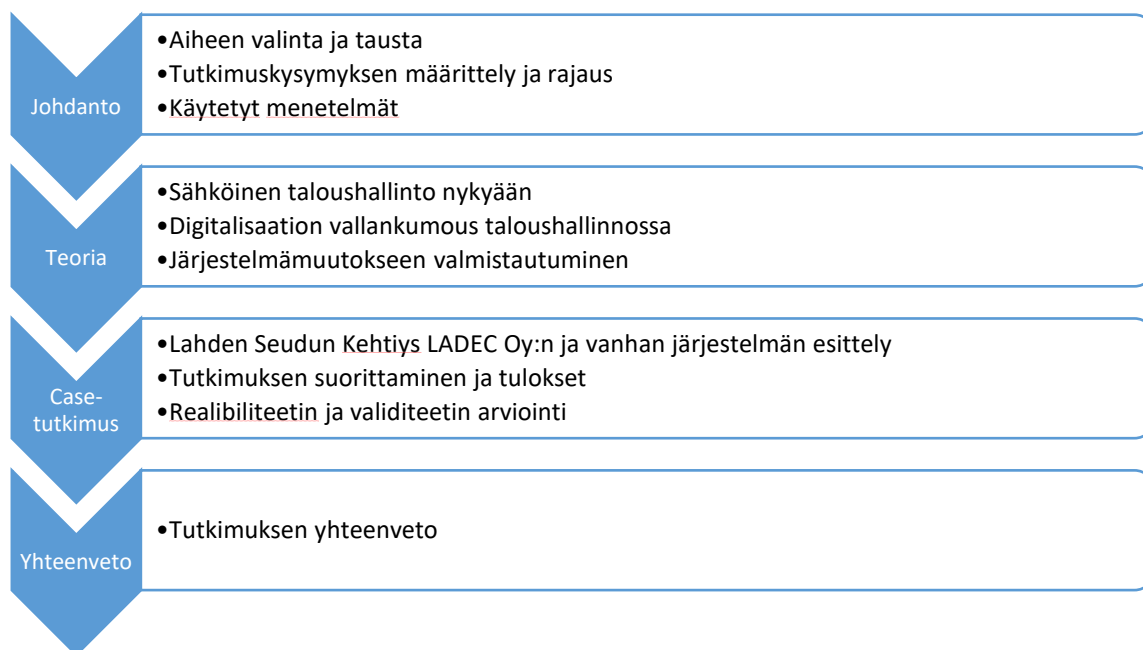 Johdanto
•Aiheen valinta ja tausta
•Tutkimuskysymyksen määrittely ja rajaus
•Käytetyt menetelmät
Teoria
•Sähköinen taloushallinto nykyään
•Digitalisaation vallankumous taloushallinnossa
•Järjestelmämuutokseen valmistautuminen
Case-
tutkimus
•Lahden Seudun Kehtiys LADEC Oy:n ja vanhan järjestelmän esittely
•Tutkimuksen suorittaminen ja tulokset
•Realibiliteetin ja validiteetin arviointi
Yhteenveto
•Tutkimuksen yhteenveto